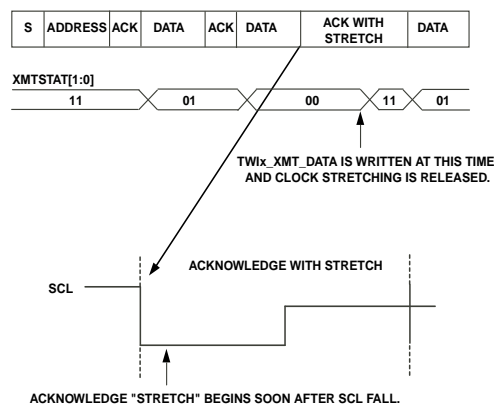 S ADDRESS ACK DATA ACK DATA ACK WITH STRETCH DATA
XMTSTAT[1:0]
11 01 00 11 01
TWIx_XMT_DATA IS WRITTEN AT THIS TIME
AND CLOCK STRETCHING IS RELEASED.
ACKNOWLEDGE WITH STRETCH
SCL
ACKNOWLEDGE "STRETCH" BEGINS SOON AFTER SCL FALL.